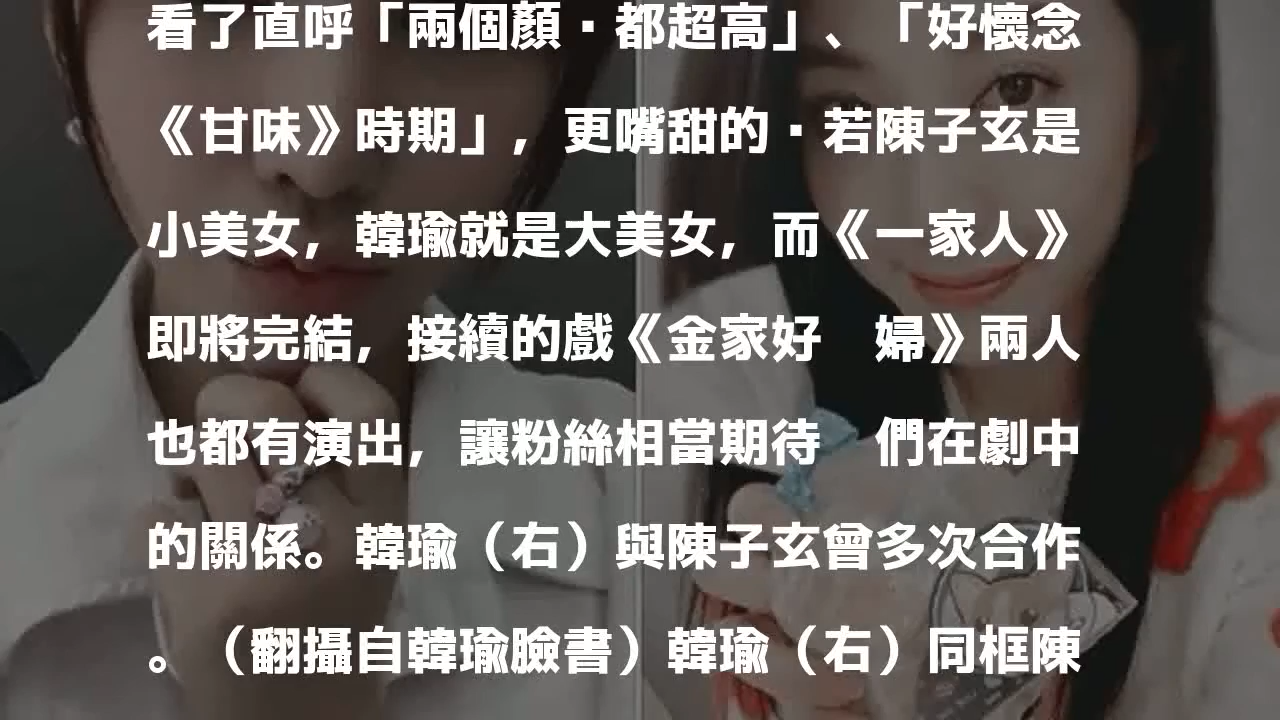 看了直呼「兩個顏·都超高」、「好懷念
《甘味》時期」，更嘴甜的·若陳子玄是
小美女，韓瑜就是大美女，而《一家人》
即將完結，接續的戲《金家好　婦》兩人
也都有演出，讓粉絲相當期待　們在劇中
的關係。韓瑜（右）與陳子玄曾多次合作
。（翻攝自韓瑜臉書）韓瑜（右）同框陳